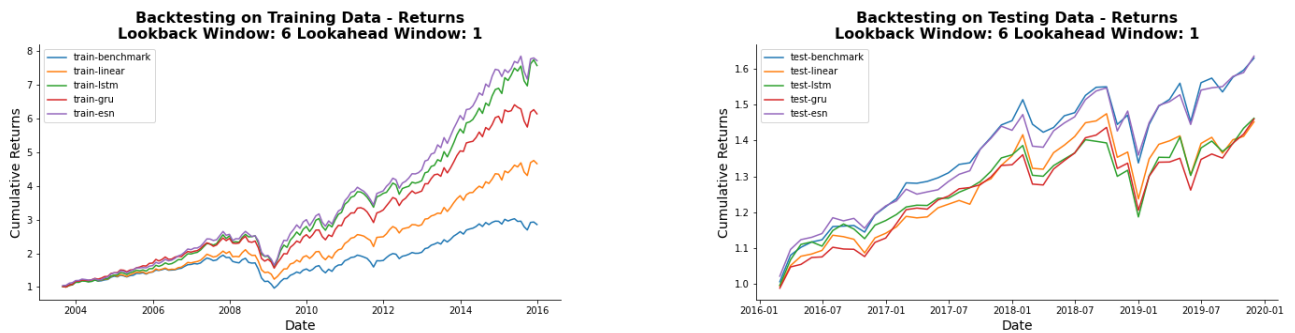 Backtesting on Training Data - Returns
Lookback Window: 6 Lookahead Window: 1
8
7
6
5
4
3
2
1
Cumulative Returns
train-benchmark
train-linear
train-lstm
train-gru
train-esn
2004
2006
2008
2010
2012
2014
2016
Date
Backtesting on Testing Data - Returns
Lookback Window: 6 Lookahead Window: 1
1.6
1.5
1.4
1.3
1.2
1.1
1.0
Cumulative Returns
test-benchmark
test-linear
test-lstm
test-gru
test-esn
2016-01
2016-07
2017-01
2017-07
2018-01
2018-07
2019-01
2019-07
2020-01
Date